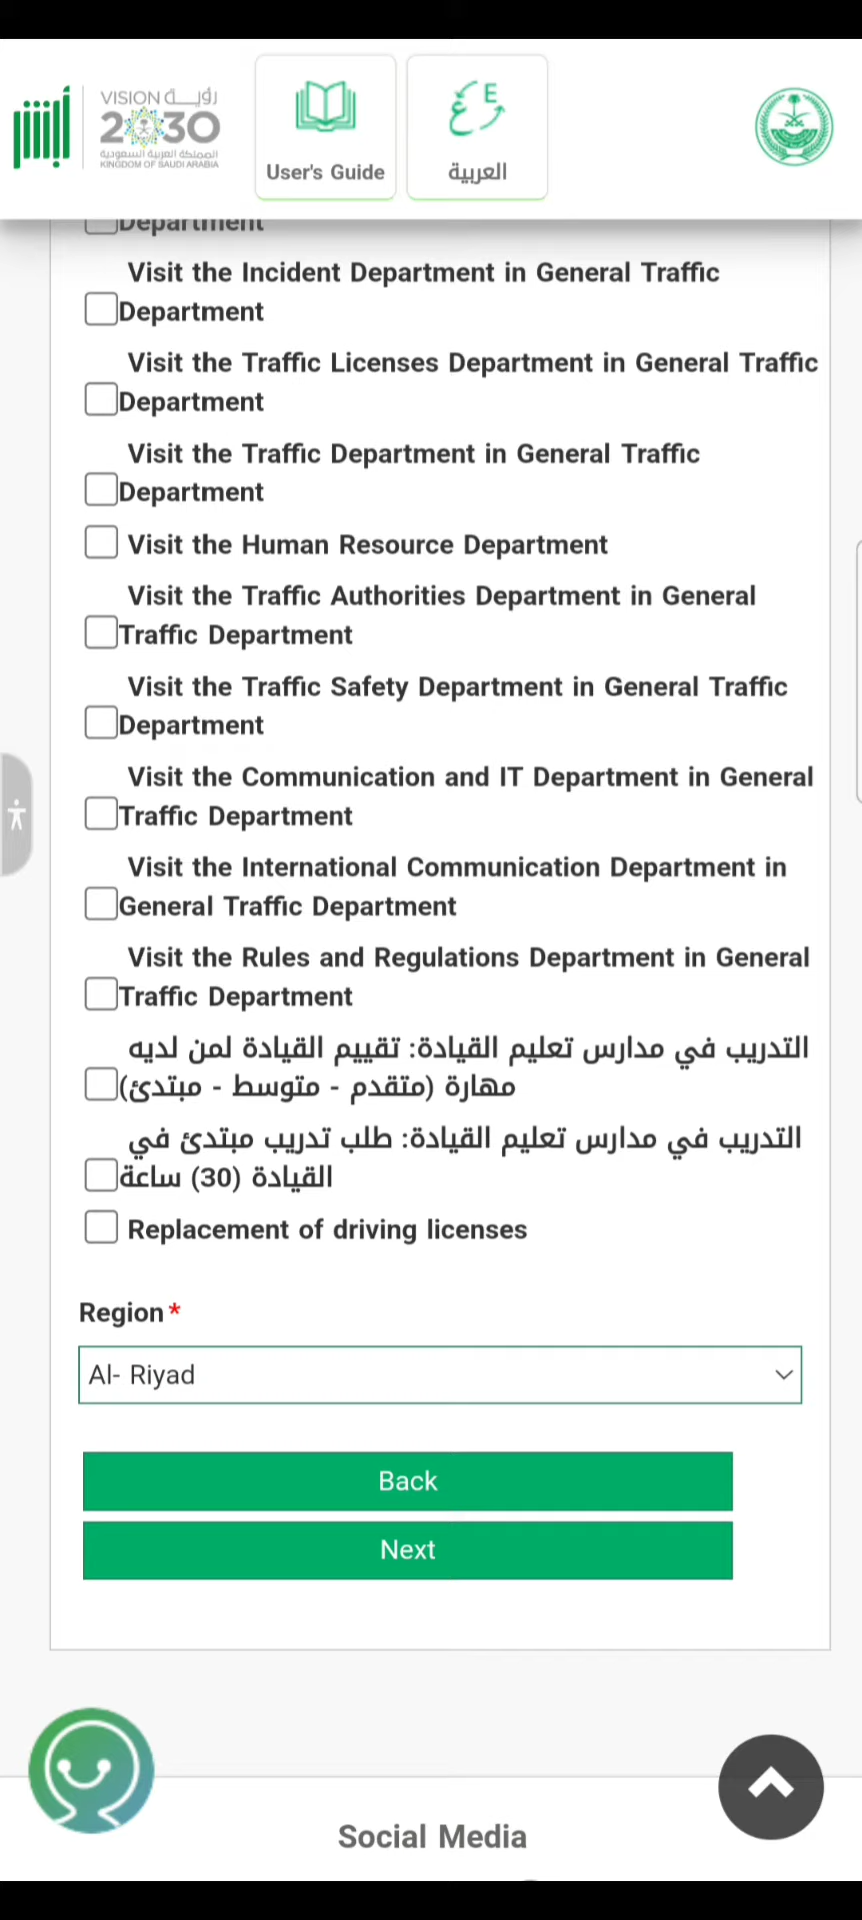 أبشر
VISION رؤيــة
2030
المملكة العربية السعودية
KINGDOM OF SAUDI ARABIA
User's Guide
العربية
Department
Visit the Incident Department in General Traffic
Department
Visit the Traffic Licenses Department in General Traffic
Department
Visit the Traffic Department in General Traffic
Department
Visit the Human Resource Department
Visit the Traffic Authorities Department in General
Traffic Department
Visit the Traffic Safety Department in General Traffic
Department
Visit the Communication and IT Department in General
Traffic Department
Visit the International Communication Department in
General Traffic Department
Visit the Rules and Regulations Department in General
Traffic Department
التدريب في مدارس تعليم القيادة: تقييم القيادة لمن لديه
مهارة (متقدم - متوسط - مبتدئ)
التدريب في مدارس تعليم القيادة: طلب تدريب مبتدئ في
القيادة (30) ساعة
Replacement of driving licenses
Region *
Al- Riyad
Back
Next
Social Media